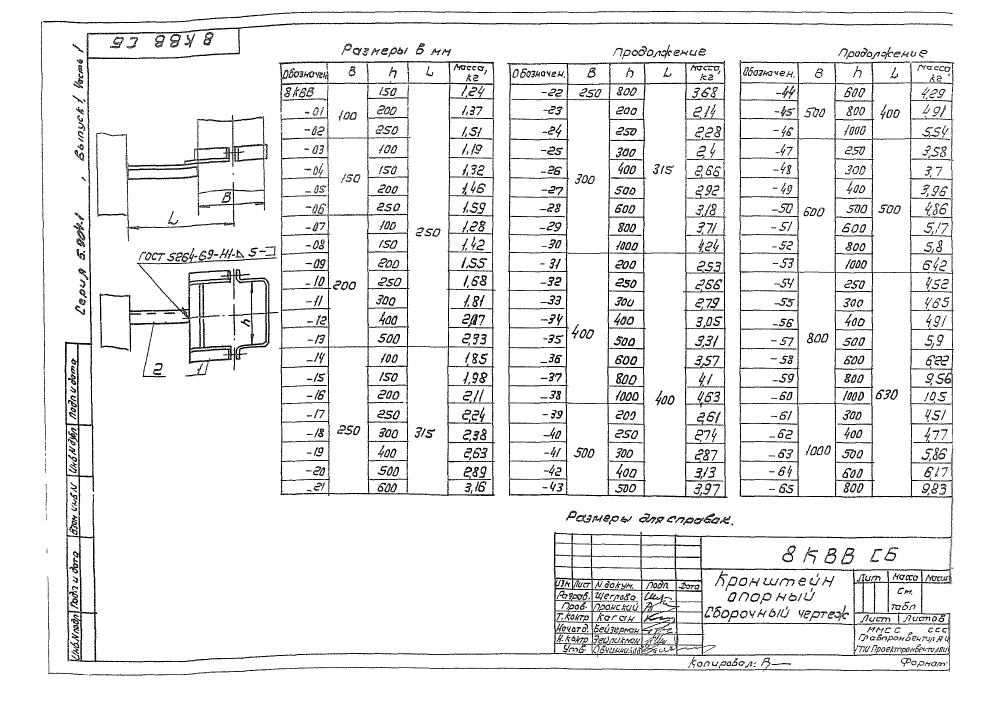 8 КВВ СБ
Серия 5.904.1 , Выпуск 1, Часть 1
Размеры в мм
Обозначен. B h L Масса, кг
8КВВ 100 150 250 1,24
-01 200 1,37
-02 250 1,51
-03 150 100 1,19
-04 150 1,32
-05 200 1,46
-06 250 1,59
-07 200 100 1,28
-08 150 1,42
-09 200 1,55
-10 250 1,68
-11 300 1,81
-12 400 2,07
-13 500 2,33
-14 250 100 315 1,85
-15 150 1,98
-16 200 2,11
-17 250 2,24
-18 300 2,38
-19 400 2,63
-20 500 2,89
-21 600 3,16
Продолжение
Обозначен. B h L Масса, кг
-22 250 800 315 3,68
-23 300 200 2,14
-24 250 2,28
-25 300 2,4
-26 400 2,66
-27 500 2,92
-28 600 3,18
-29 800 3,71
-30 1000 4,24
-31 400 200 400 2,53
-32 250 2,66
-33 300 2,79
-34 400 3,05
-35 500 3,31
-36 600 3,57
-37 800 4,1
-38 1000 4,63
-39 500 200 2,61
-40 250 2,74
-41 300 2,87
-42 400 3,13
-43 500 3,97
Продолжение
Обозначен. B h L Масса, кг
-44 500 600 400 4,29
-45 800 4,91
-46 1000 5,54
-47 600 250 500 3,58
-48 300 3,7
-49 400 3,96
-50 500 4,86
-51 600 5,17
-52 800 5,8
-53 1000 6,42
-54 800 250 630 4,52
-55 300 4,65
-56 400 4,91
-57 500 5,9
-58 600 6,22
-59 800 9,56
-60 1000 10,5
-61 1000 300 4,51
-62 400 4,77
-63 500 5,86
-64 600 6,17
-65 800 9,83
L
B
ГОСТ 5264-69-Н1-⊿ 5-
h
2
1
Размеры для справок.
8 КВВ СБ
Кронштейн
опорный
Сборочный чертеж
Лит Масса Масшт
См.
табл
Лист Листов
ММСС ССС
Главпромвентиляц
ГПИ Проектпромвентиляци
Изм Лист N докум. Подп Дата
Разраб. Щеглова
Пров Пронский
Т.контр Каган
Нач.отд. Бейзерман
Н.контр Зейликман
Утв Овчинников
Копировал:
Формат
Инв.N подл Подп и дата Взам инв.N Инв.N дубл Подп и дата